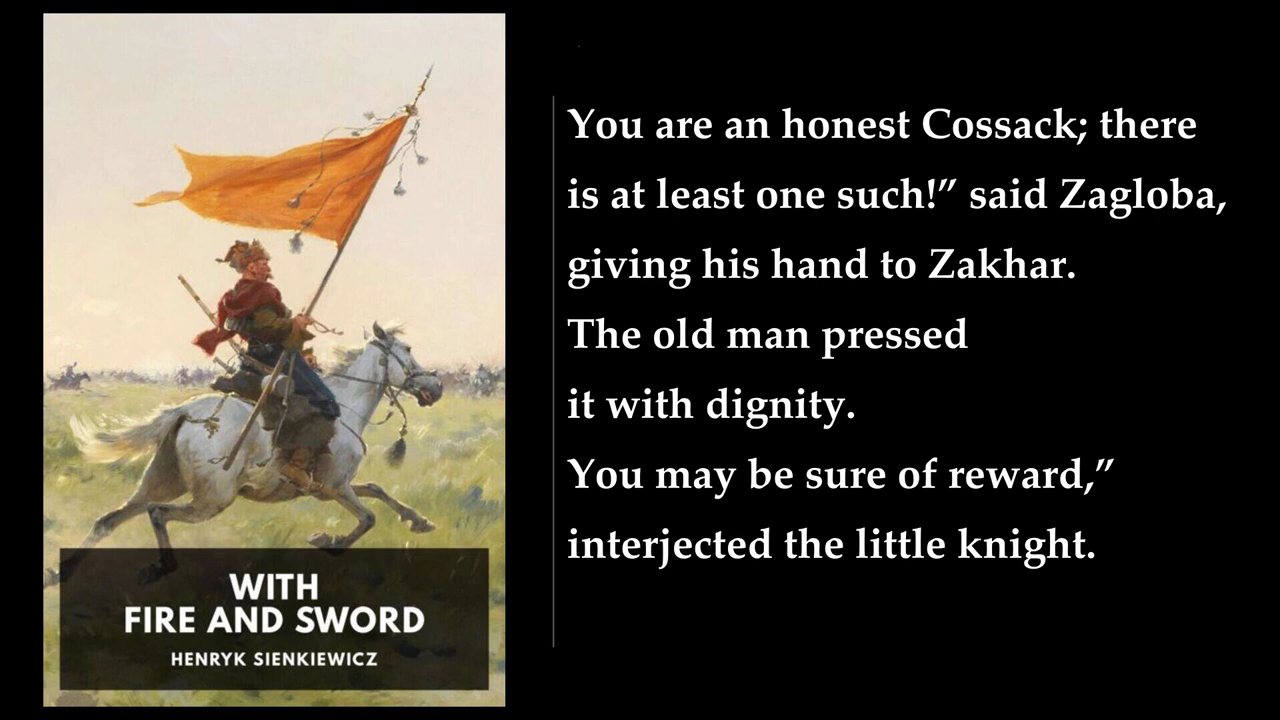 WITH
FIRE AND SWORD
HENRYK SIENKIEWICZ
You are an honest Cossack; there
is at least one such!” said Zagloba,
giving his hand to Zakhar.
The old man pressed
it with dignity.
You may be sure of reward,”
interjected the little knight.